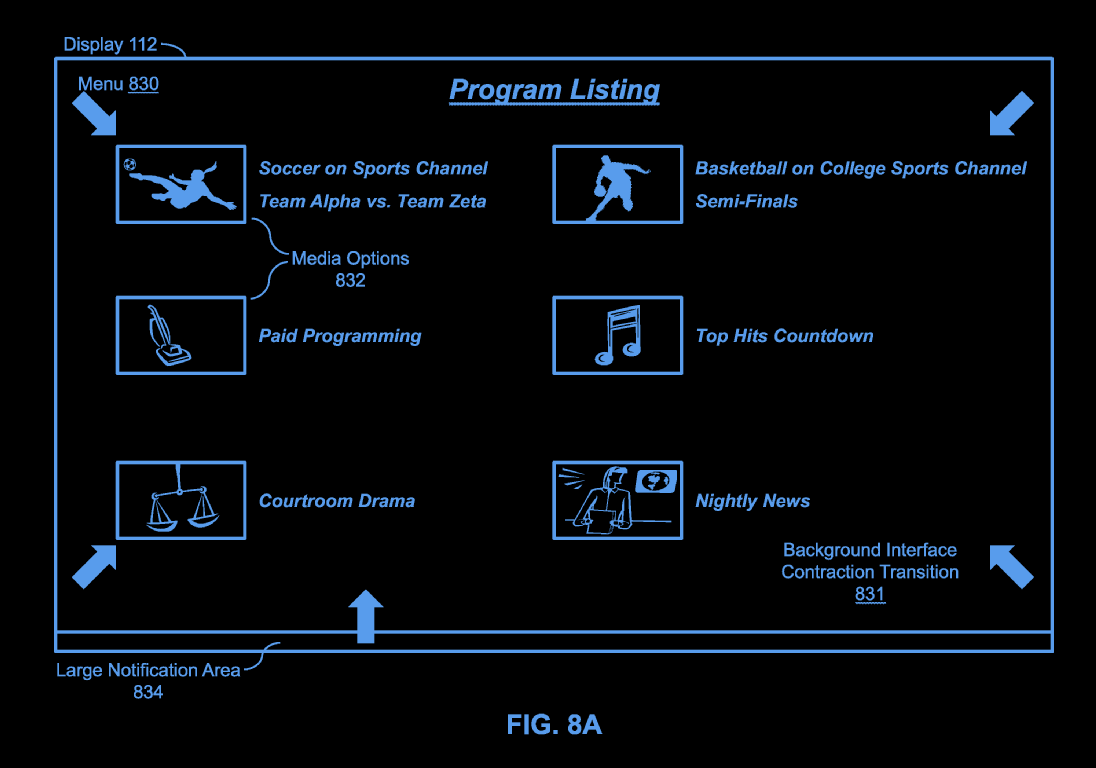 Display 112
Menu 830
Program Listing
Soccer on Sports Channel
Team Alpha vs. Team Zeta
Basketball on College Sports Channel
Semi-Finals
Media Options
832
Paid Programming
Top Hits Countdown
Courtroom Drama
Nightly News
Background Interface
Contraction Transition
831
Large Notification Area
834
FIG. 8A